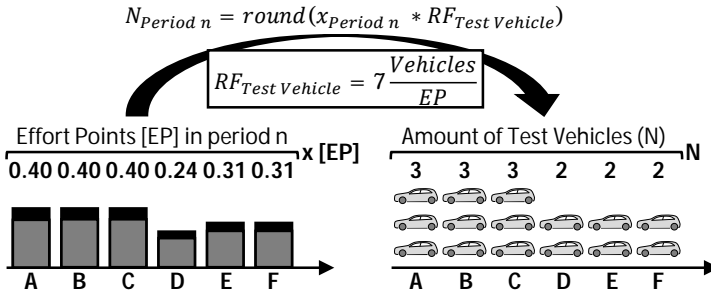 N_Period n = round(x_Period n * RF_Test Vehicle)
RF_Test Vehicle = 7 Vehicles/EP
Effort Points [EP] in period n
x [EP]
0.40 0.40 0.40 0.24 0.31 0.31
A B C D E F
Amount of Test Vehicles (N)
N
3 3 3 2 2 2
A B C D E F